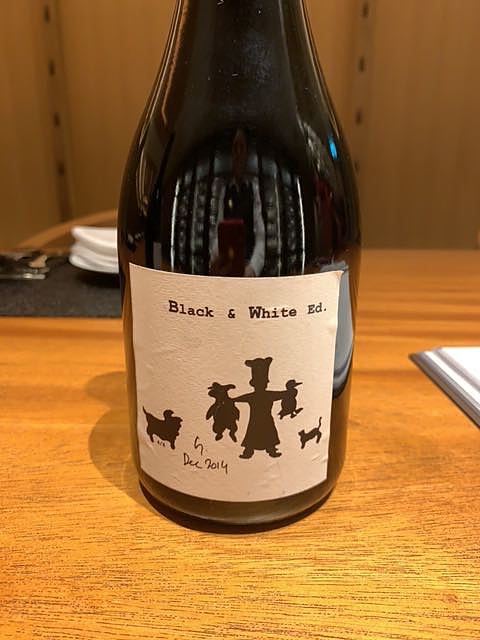 Black & White Ed.
G.
Dec 2014